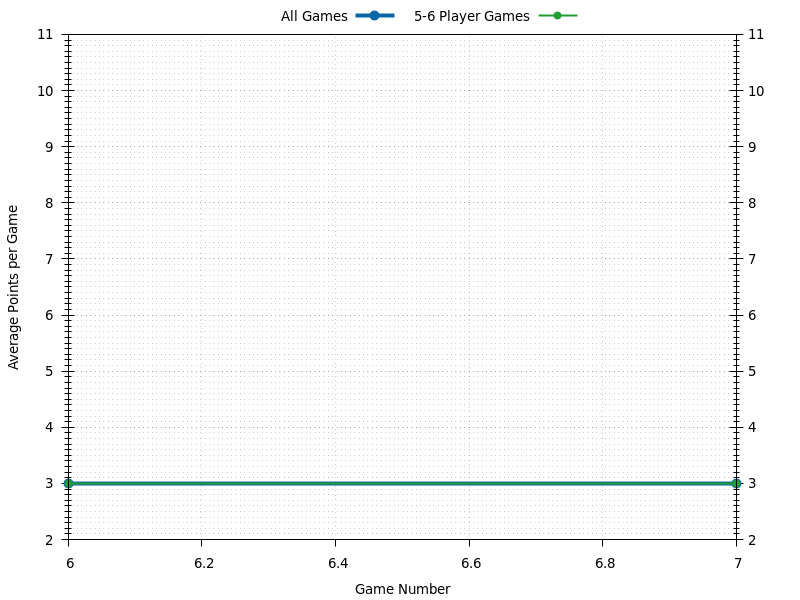 All Games
5-6 Player Games
11 11
10 10
9 9
8 8
7 7
6 6
5 5
4 4
3 3
2 2
Average Points per Game
6 6.2 6.4 6.6 6.8 7
Game Number